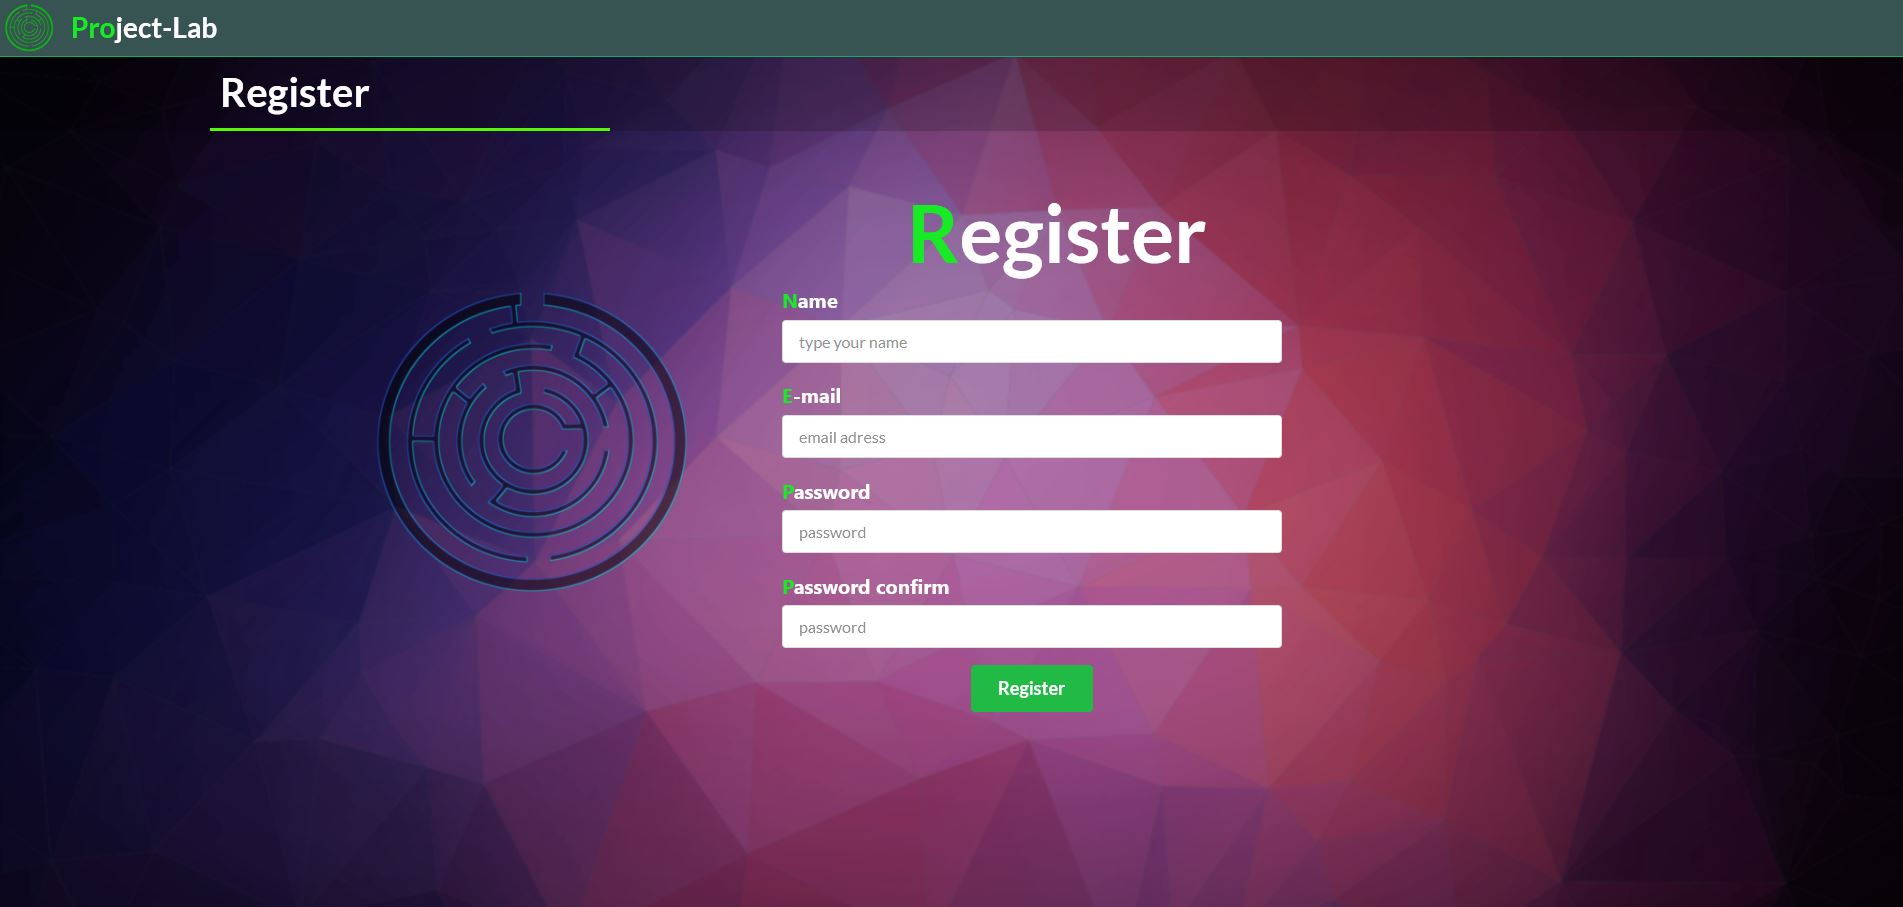 Project-Lab
Register
Register
Name
type your name
E-mail
email adress
Password
password
Password confirm
password
Register